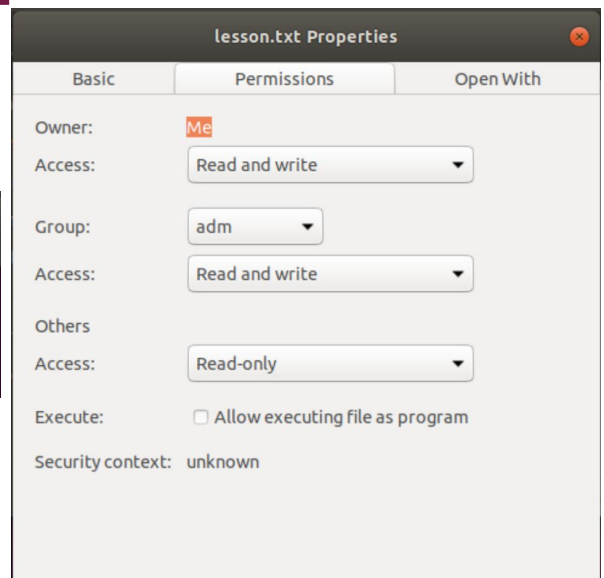 lesson.txt Properties
Basic Permissions Open With
Owner: Me
Access: Read and write
Group: adm
Access: Read and write
Others
Access: Read-only
Execute: Allow executing file as program
Security context: unknown